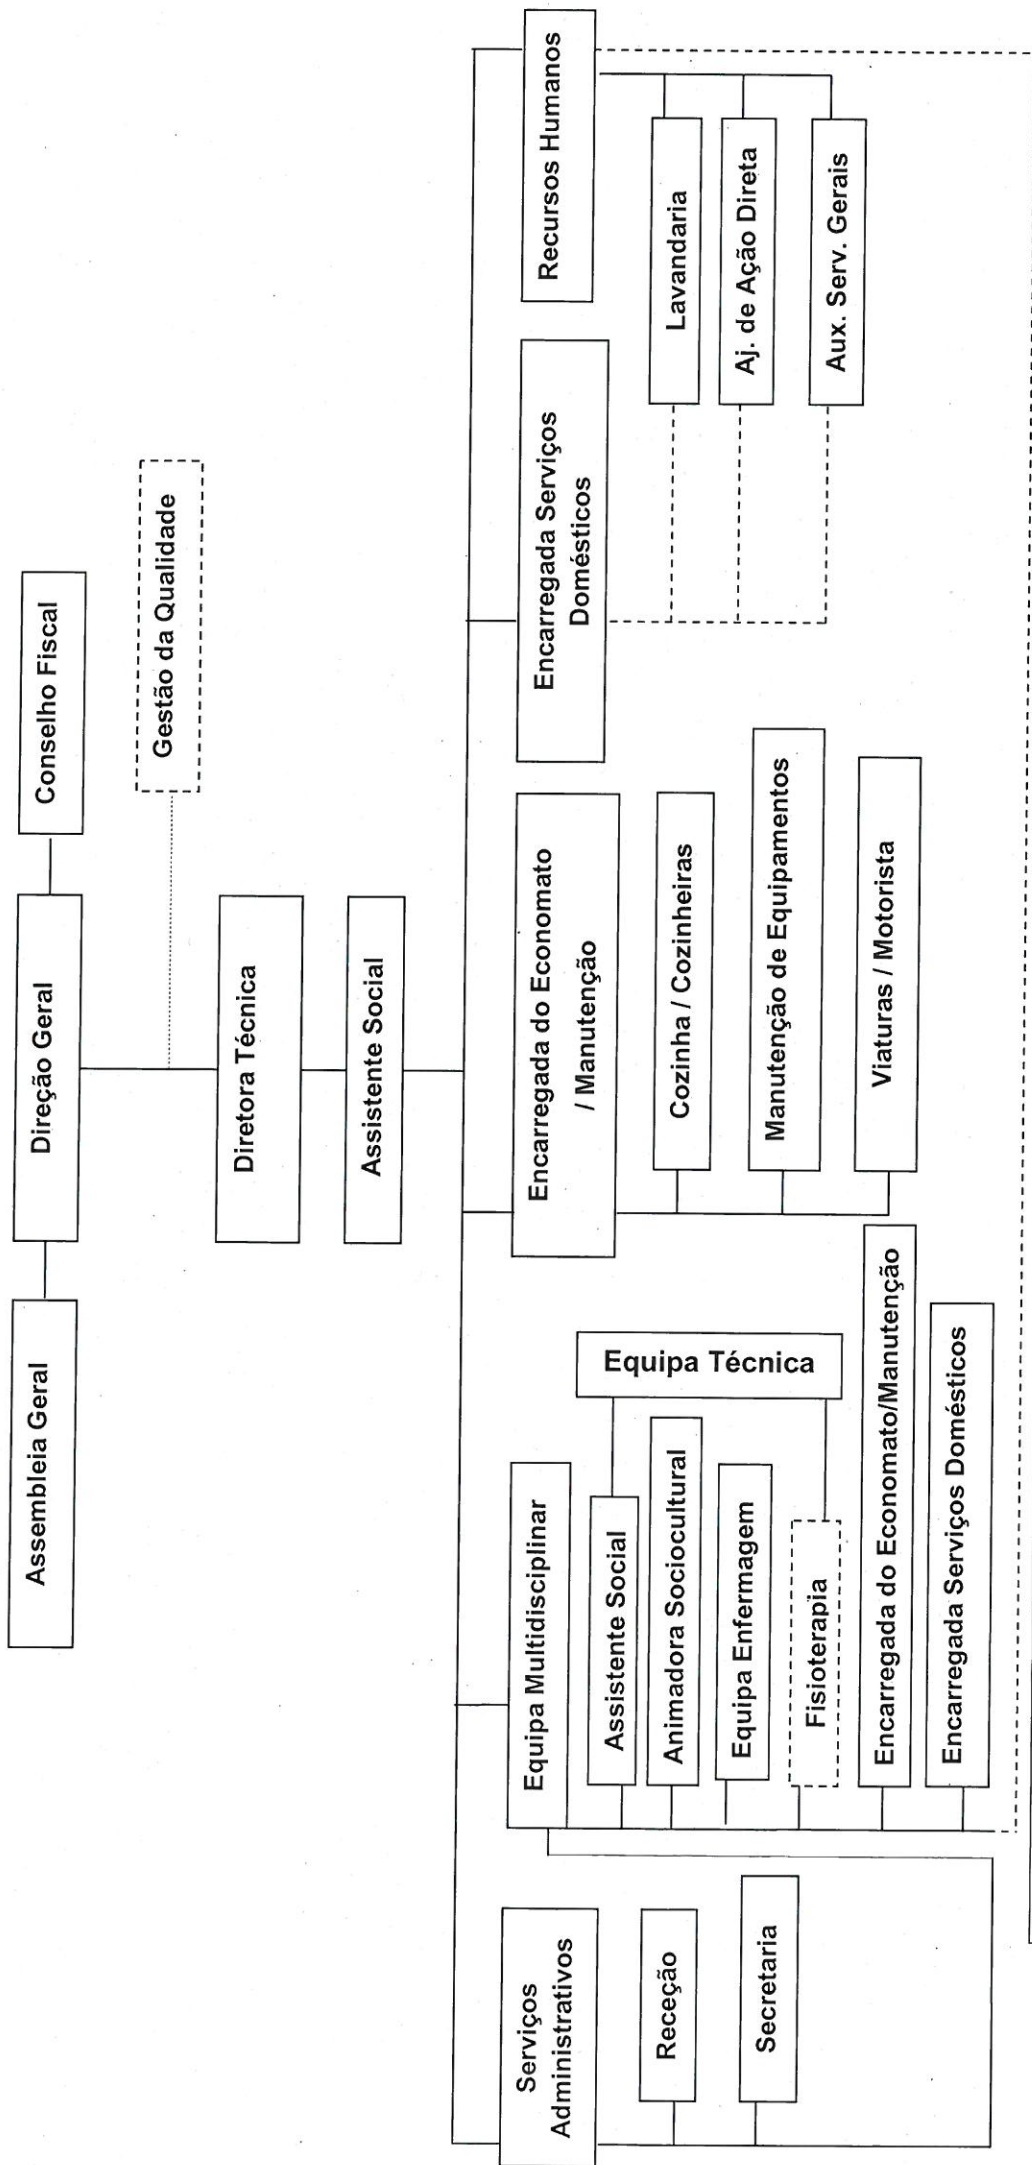 Assembleia Geral
Direção Geral
Conselho Fiscal
Gestão da Qualidade
Diretora Técnica
Assistente Social
Serviços
Administrativos
Receção
Secretaria
Equipa Multidisciplinar
Equipa Técnica
Assistente Social
Animadora Sociocultural
Equipa Enfermagem
Fisioterapia
Encarregada do Economato/Manutenção
Encarregada Serviços Domésticos
Encarregada do Economato
/ Manutenção
Cozinha / Cozinheiras
Manutenção de Equipamentos
Viaturas / Motorista
Encarregada Serviços
Domésticos
Recursos Humanos
Lavandaria
Aj. de Ação Direta
Aux. Serv. Gerais